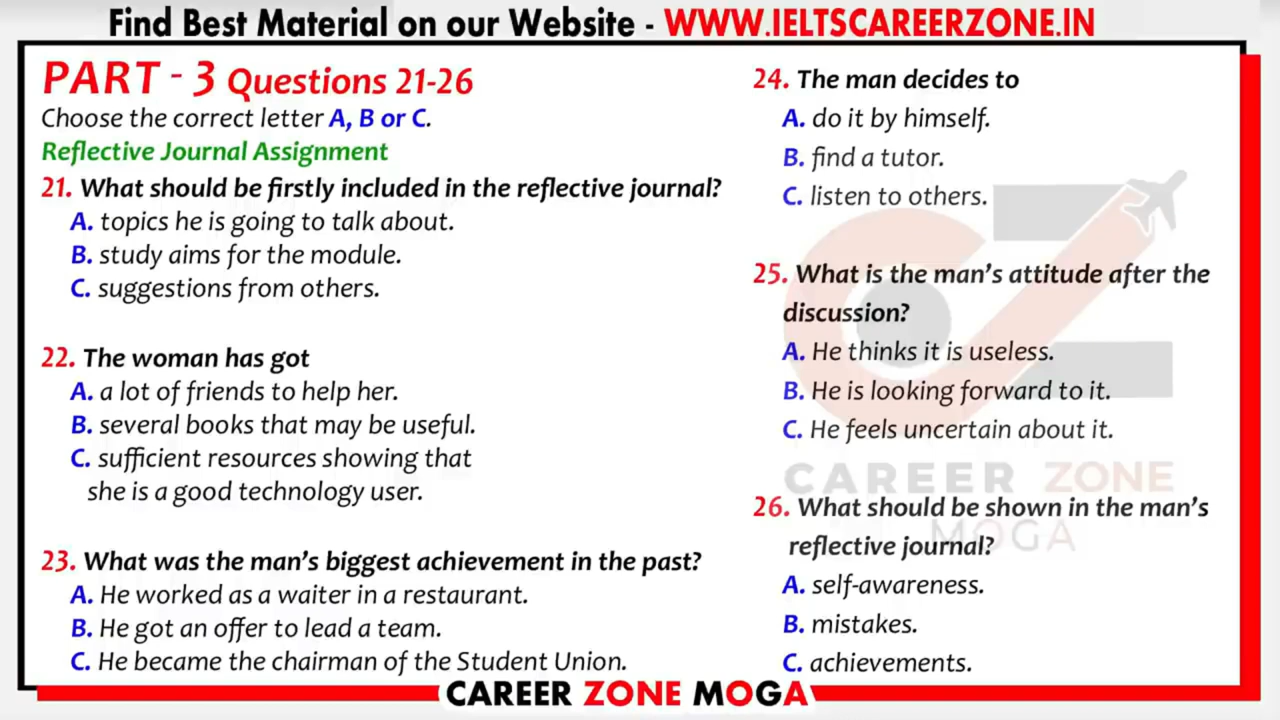 Find Best Material on our Website - WWW.IELTSCAREERZONE.IN
PART - 3 Questions 21-26
Choose the correct letter A, B or C.
Reflective Journal Assignment
21. What should be firstly included in the reflective journal?
A. topics he is going to talk about.
B. study aims for the module.
C. suggestions from others.
22. The woman has got
A. a lot of friends to help her.
B. several books that may be useful.
C. sufficient resources showing that
she is a good technology user.
23. What was the man's biggest achievement in the past?
A. He worked as a waiter in a restaurant.
B. He got an offer to lead a team.
C. He became the chairman of the Student Union.
24. The man decides to
A. do it by himself.
B. find a tutor.
C. listen to others.
25. What is the man's attitude after the
discussion?
A. He thinks it is useless.
B. He is looking forward to it.
C. He feels uncertain about it.
CAREER ZONE
26. What should be shown in the man's
MOGA
reflective journal?
A. self-awareness.
B. mistakes.
C. achievements.
CAREER ZONE MOGA